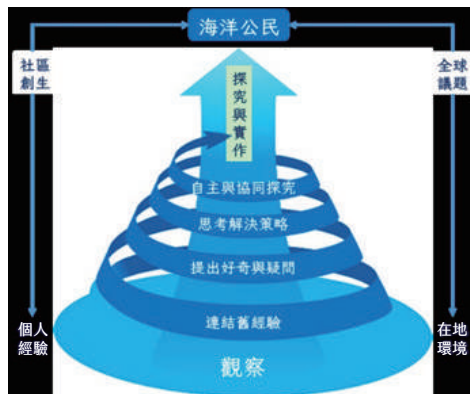 海洋公民
社區
創生
全球
議題
探究與實作
自主與協同探究
思考解決策略
提出好奇與疑問
連結舊經驗
個人
經驗
在地
環境
觀察